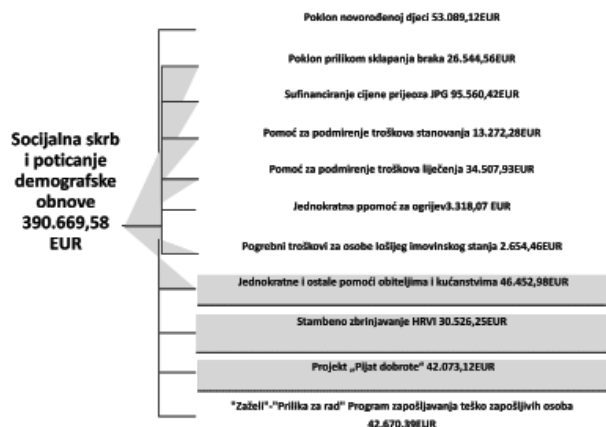 Socijalna skrb
i poticanje
demografske
obnove
390.669,58
EUR
Poklon novorođenoj djeci 53.089,12EUR
Poklon prilikom sklapanja braka 26.544,56EUR
Sufinanciranje cijene prijeoza JPG 95.560,42EUR
Pomoć za podmirenje troškova stanovanja 13.272,28EUR
Pomoć za podmirenje troškova liječenja 34.507,93EUR
Jednokratna ppomoć za ogrijev3.318,07 EUR
Pogrebni troškovi za osobe lošijeg imovinskog stanja 2.654,46EUR
Jednokratne i ostale pomoći obiteljima i kućanstvima 46.452,98EUR
Stambeno zbrinjavanje HRVI 30.526,25EUR
Projekt „Pijat dobrote" 42.073,12EUR
"Zaželi"-"Prilika za rad" Program zapošljavanja teško zapošljivih osoba
42.670,39EUR